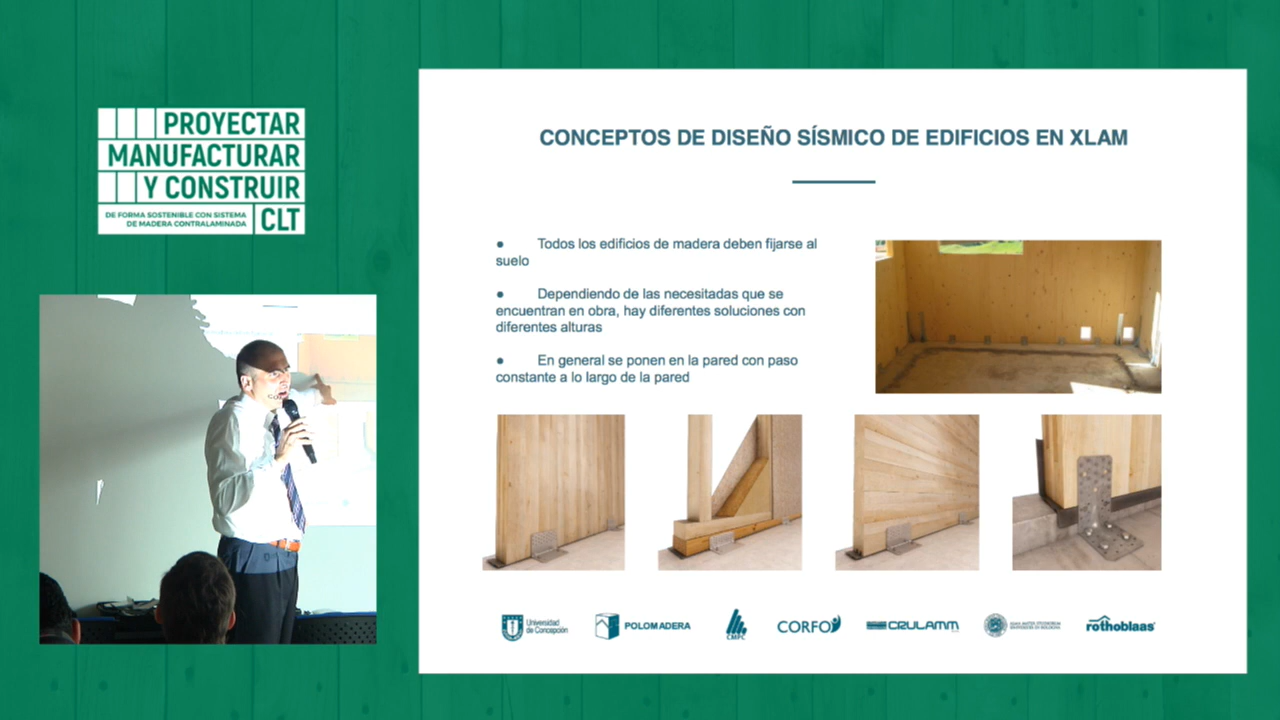 PROYECTAR
MANUFACTURAR
Y CONSTRUIR
DE FORMA SOSTENIBLE CON SISTEMA
DE MADERA CONTRALAMINADA
CLT
CONCEPTOS DE DISEÑO SÍSMICO DE EDIFICIOS EN XLAM
● Todos los edificios de madera deben fijarse al
suelo
● Dependiendo de las necesitadas que se
encuentran en obra, hay diferentes soluciones con
diferentes alturas
● En general se ponen en la pared con paso
constante a lo largo de la pared
Universidad
de Concepción
POLOMADERA
CMPC
CORFO
CRULAMM
rothoblaas